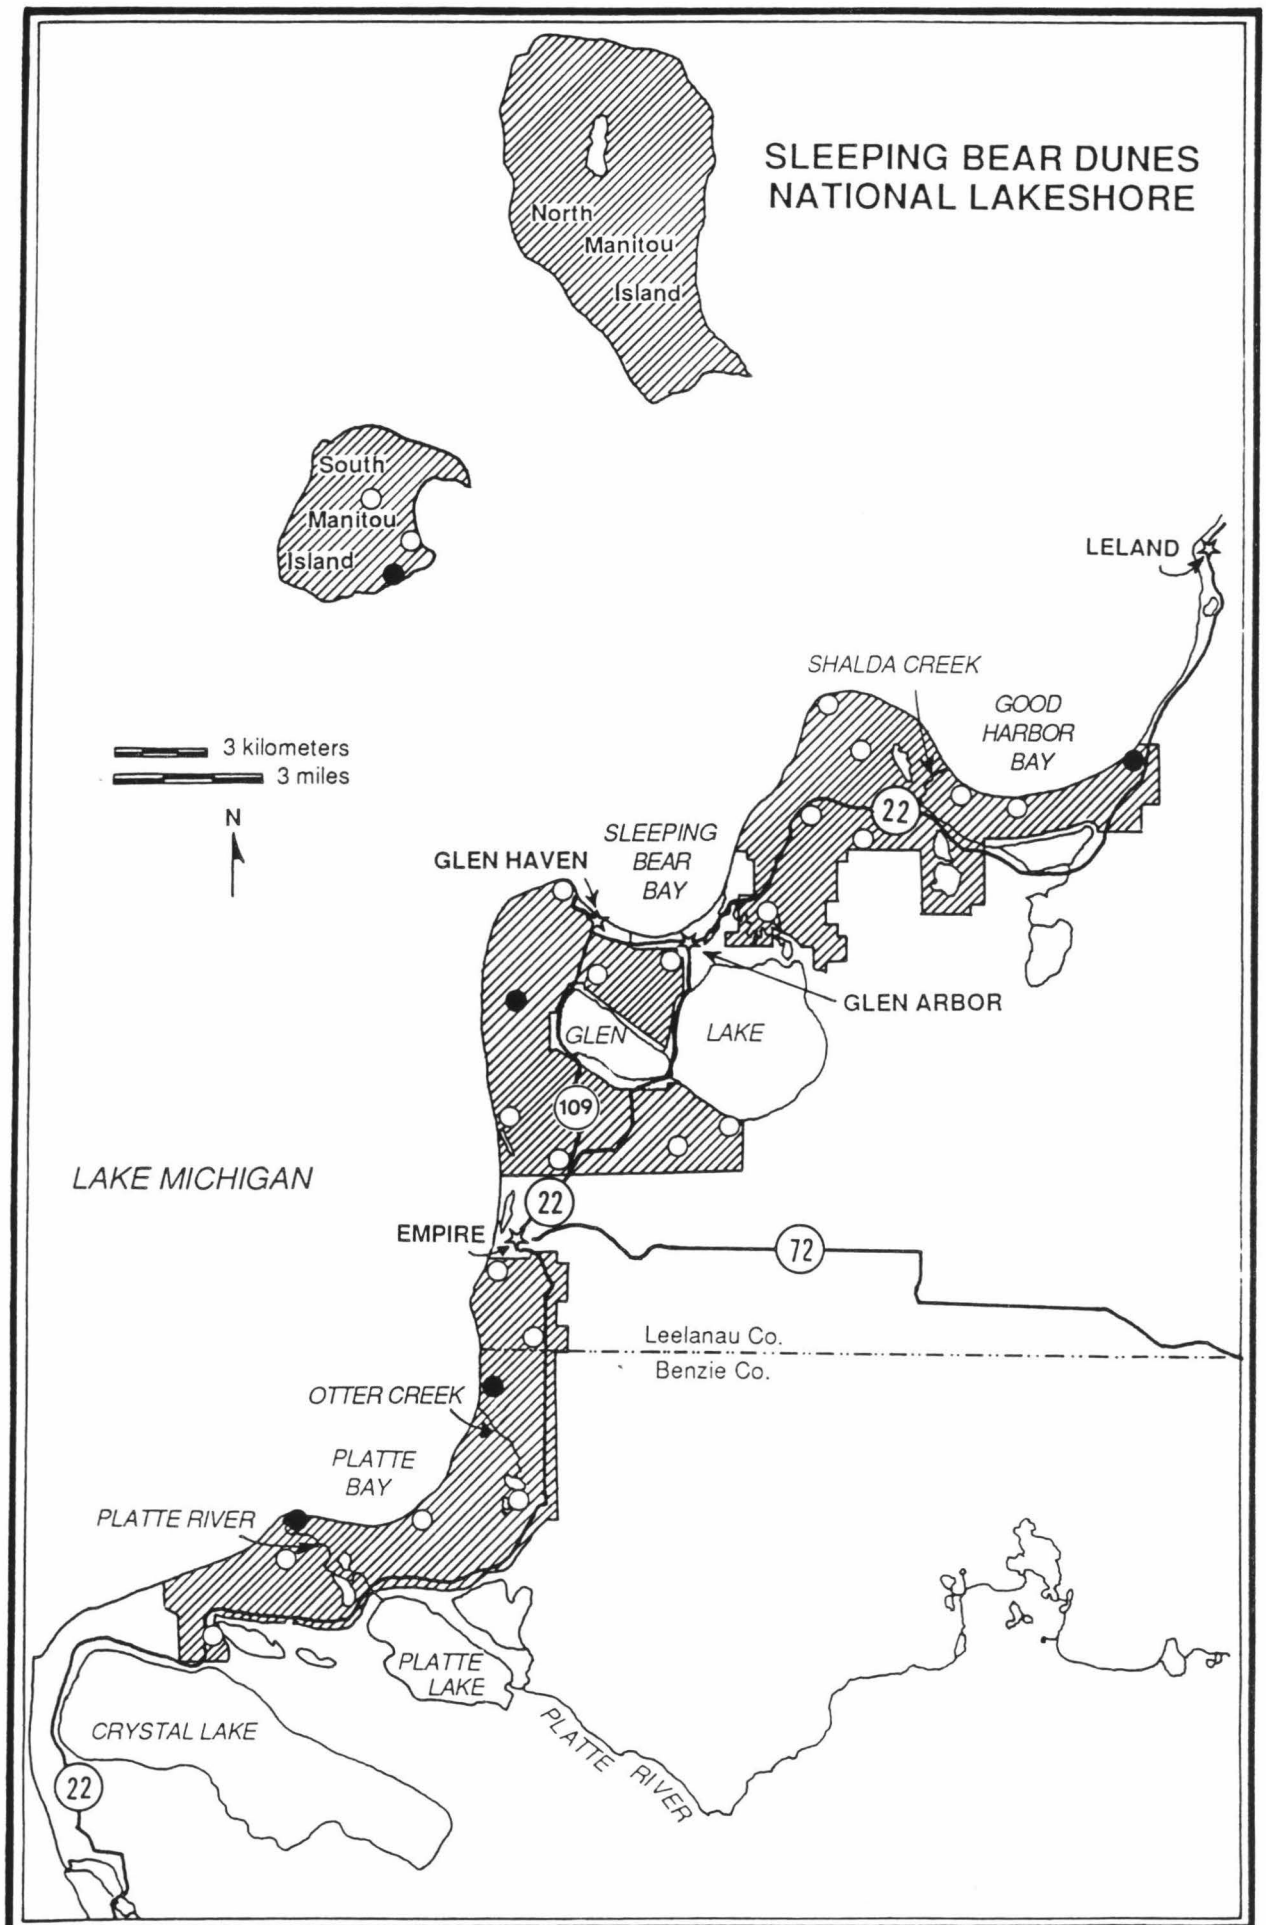 SLEEPING BEAR DUNES
NATIONAL LAKESHORE
North
Manitou
Island
South
Manitou
Island
LELAND
SHALDA CREEK
GOOD
HARBOR
BAY
3 kilometers
3 miles
N
SLEEPING
BEAR
BAY
GLEN HAVEN
22
GLEN ARBOR
GLEN
LAKE
109
LAKE MICHIGAN
22
EMPIRE
72
Leelanau Co.
Benzie Co.
OTTER CREEK
PLATTE
BAY
PLATTE RIVER
PLATTE
LAKE
CRYSTAL LAKE
PLATTE RIVER
22